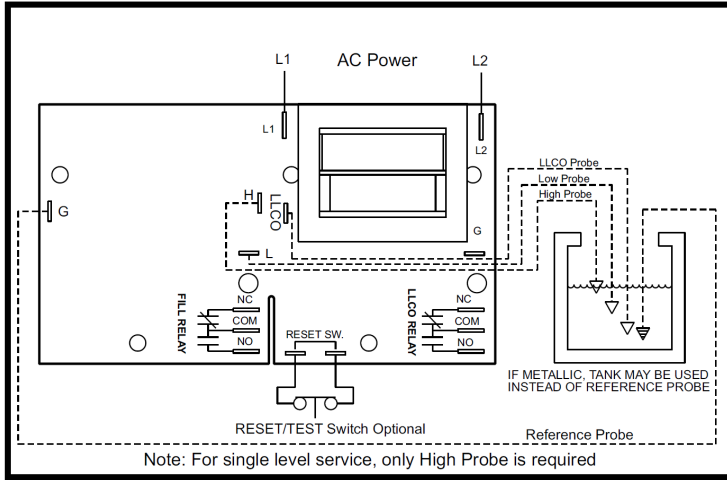 L1
AC Power
L2
L1
L2
LLCO Probe
Low Probe
High Probe
H
LLCO
G
G
L
FILL RELAY
NC
COM
NO
RESET SW.
LLCO RELAY
NC
COM
NO
IF METALLIC, TANK MAY BE USED
INSTEAD OF REFERENCE PROBE
RESET/TEST Switch Optional
Reference Probe
Note: For single level service, only High Probe is required